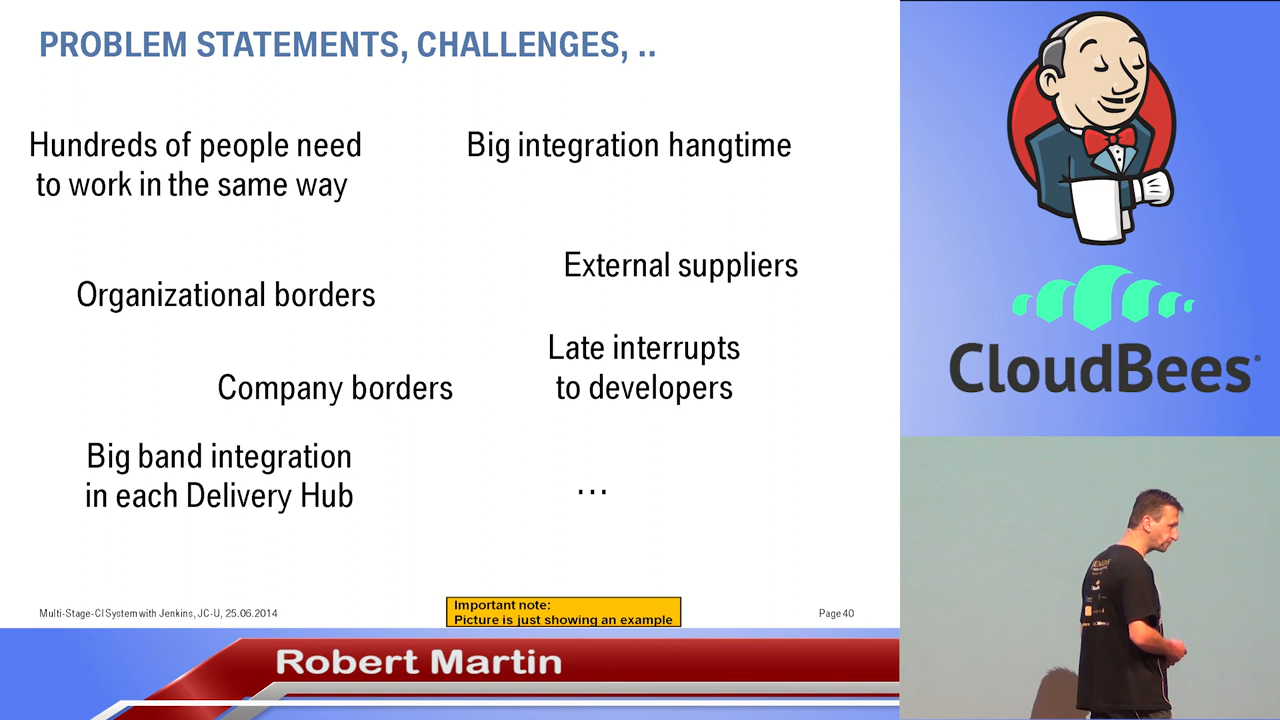 PROBLEM STATEMENTS, CHALLENGES, ..
Hundreds of people need
to work in the same way
Big integration hangtime
External suppliers
Organizational borders
Late interrupts
to developers
Company borders
Big band integration
in each Delivery Hub
...
Multi-Stage-CI System with Jenkins, JC-U, 25.06.2014
Important note:
Picture is just showing an example
Page 40
Robert Martin
CloudBees